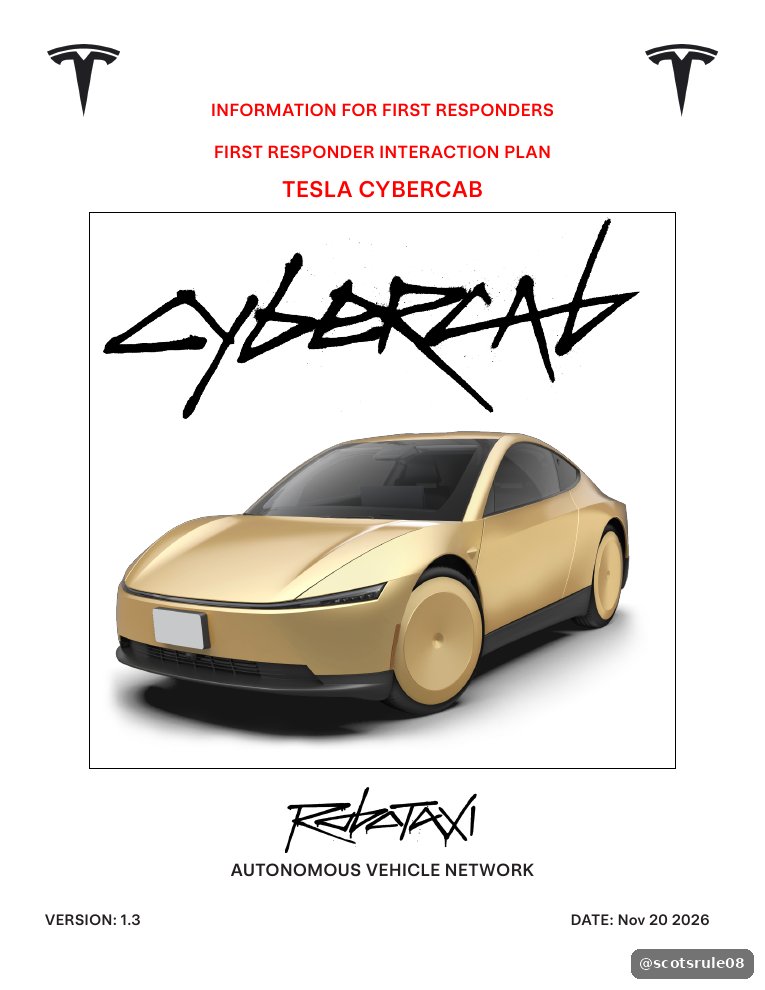 INFORMATION FOR FIRST RESPONDERS
FIRST RESPONDER INTERACTION PLAN
TESLA CYBERCAB
cybercab
RoboTaxi
AUTONOMOUS VEHICLE NETWORK
VERSION: 1.3
DATE: Nov 20 2026
@scotsrule08